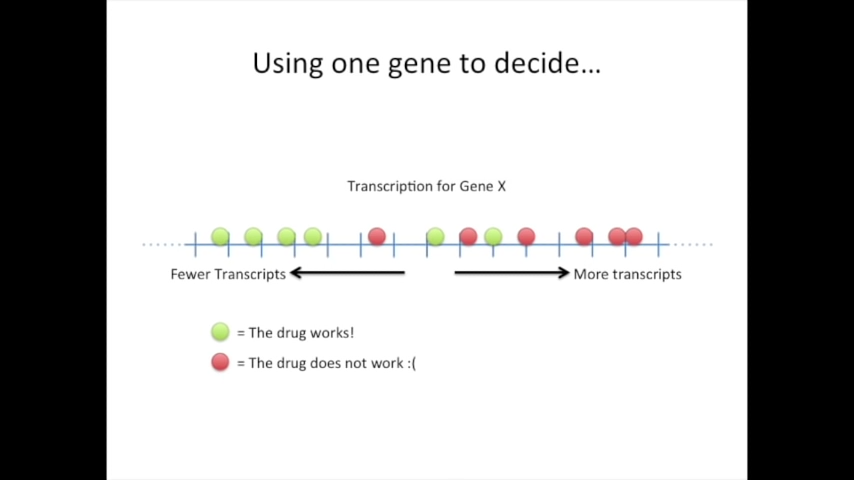 Using one gene to decide...
Transcription for Gene X
Fewer Transcripts
More transcripts
= The drug works!
= The drug does not work :(